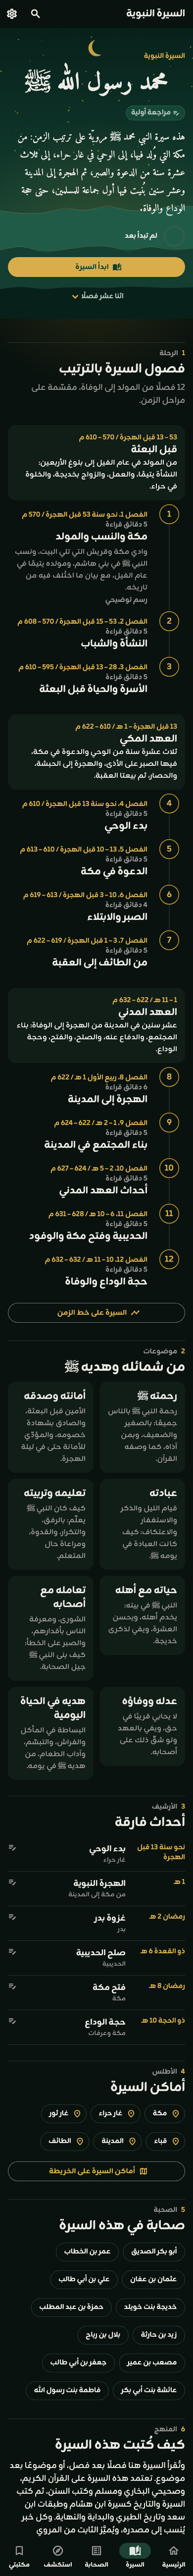 السيرة النبوية
السيرة النبوية
محمد رسول الله ﷺ
مراجعة أولية
هذه سيرة النبي محمد ﷺ مرويّة على ترتيب الزمن: من
مكة التي وُلد فيها، إلى الوحي في غار حراء، إلى ثلاث
عشرة سنة من الدعوة والصبر، ثم الهجرة إلى المدينة
وعشر سنين بُنيت فيها أول جماعة للمسلمين، حتى حجة
الوداع والوفاة.
لم تبدأ بعد
ابدأ السيرة
اثنا عشر فصلًا
1 الرحلة
فصول السيرة بالترتيب
12 فصلًا من المولد إلى الوفاة، مقسّمة على
مراحل الزمن.
53 – 13 قبل الهجرة / 570 – 610 م
قبل البعثة
من المولد في عام الفيل إلى بلوغ الأربعين:
النشأة يتيمًا، والعمل، والزواج بخديجة، والخلوة
في حراء.
1
الفصل 1، نحو سنة 53 قبل الهجرة / 570 م
5 دقائق قراءة
مكة والنسب والمولد
وادي مكة وقريش التي تلي البيت، ونسب
النبي ﷺ في بني هاشم، ومولده يتيمًا في
عام الفيل، مع بيان ما اختُلف فيه من
تاريخه.
رسم توضيحي
2
الفصل 2، 53 – 15 قبل الهجرة / 570 – 608 م
5 دقائق قراءة
النشأة والشباب
3
الفصل 3، 28 – 13 قبل الهجرة / 595 – 610 م
5 دقائق قراءة
الأسرة والحياة قبل البعثة
13 قبل الهجرة – 1 هـ / 610 – 622 م
العهد المكي
ثلاث عشرة سنة من الوحي والدعوة في مكة،
فيها الصبر على الأذى، والهجرة إلى الحبشة،
والحصار، ثم بيعتا العقبة.
4
الفصل 4، نحو سنة 13 قبل الهجرة / 610 م
5 دقائق قراءة
بدء الوحي
5
الفصل 5، 13 – 10 قبل الهجرة / 610 – 613 م
5 دقائق قراءة
الدعوة في مكة
6
الفصل 6، 10 – 3 قبل الهجرة / 613 – 619 م
4 دقائق قراءة
الصبر والابتلاء
7
الفصل 7، 3 – 1 قبل الهجرة / 619 – 622 م
5 دقائق قراءة
من الطائف إلى العقبة
1 – 11 هـ / 622 – 632 م
العهد المدني
عشر سنين في المدينة من الهجرة إلى الوفاة: بناء
المجتمع، والدفاع عنه، والصلح، والفتح، وحجة
الوداع.
8
الفصل 8، ربيع الأول 1 هـ / 622 م
6 دقائق قراءة
الهجرة إلى المدينة
9
الفصل 9، 1 – 2 هـ / 622 – 624 م
5 دقائق قراءة
بناء المجتمع في المدينة
10
الفصل 10، 2 – 5 هـ / 624 – 627 م
5 دقائق قراءة
أحداث العهد المدني
11
الفصل 11، 6 – 10 هـ / 628 – 631 م
5 دقائق قراءة
الحديبية وفتح مكة والوفود
12
الفصل 12، 10 – 11 هـ / 632 – 632 م
5 دقائق قراءة
حجة الوداع والوفاة
السيرة على خط الزمن
2 موضوعات
من شمائله وهديه ﷺ
رحمته ﷺ
رحمة النبي ﷺ بالناس
جميعًا: بالصغير
والضعيف، وبمن
آذاه، كما وصفه
القرآن.
أمانته وصدقه
الأمين قبل البعثة،
والصادق بشهادة
خصومه، والمؤدّي
للأمانة حتى في ليلة
الهجرة.
عبادته
قيام الليل والذكر
والاستغفار
والاعتكاف: كيف
كانت العبادة في
يومه ﷺ.
تعليمه وتربيته
كيف كان النبي ﷺ
يعلّم: بالرفق،
والتكرار، والقدوة،
ومراعاة حال
المتعلم.
حياته مع أهله
النبي ﷺ في بيته:
يخدم أهله، ويحسن
العشرة، ويفي لذكرى
خديجة.
تعامله مع
أصحابه
الشورى، ومعرفة
الناس بأقدارهم،
والصبر على الخطأ:
كيف بنى النبي ﷺ
جيل الصحابة.
عدله ووفاؤه
لا يحابي قريبًا في
حق، ويفي بالعهد
ولو شقّ ذلك على
أصحابه.
هديه في الحياة
اليومية
البساطة في المأكل
والفراش، والتبسّم،
وآداب الطعام، من
هديه ﷺ في يومه.
3 الأرشيف
أحداث فارقة
نحو سنة 13 قبل
الهجرة
بدء الوحي
غار حراء
1 هـ
الهجرة النبوية
من مكة إلى المدينة
رمضان 2 هـ
غزوة بدر
بدر
ذو القعدة 6 هـ
صلح الحديبية
الحديبية
رمضان 8 هـ
فتح مكة
مكة
ذو الحجة 10 هـ
حجة الوداع
مكة وعرفات
4 الأطلس
أماكن السيرة
مكة
غار حراء
غار ثور
قباء
المدينة
الطائف
أماكن السيرة على الخريطة
5 الصحبة
صحابة في هذه السيرة
أبو بكر الصديق
عمر بن الخطاب
عثمان بن عفان
علي بن أبي طالب
خديجة بنت خويلد
حمزة بن عبد المطلب
زيد بن حارثة
بلال بن رباح
مصعب بن عمير
جعفر بن أبي طالب
عائشة بنت أبي بكر
فاطمة بنت رسول الله
6 المنهج
كيف كُتبت هذه السيرة
وتُقرأ السيرة هنا فصلًا بعد فصل، أو موضوعًا بعد
موضوع. تعتمد هذه السيرة على القرآن الكريم،
وصحيحي البخاري ومسلم وكتب السنن، ثم كتب
السيرة والتاريخ كسيرة ابن هشام وطبقات ابن
سعد وتاريخ الطبري والبداية والنهاية. وكل خبر
يُنسب إلى مصدره، ويُميَّز الثابت من المروي
الرئيسية
السيرة
الصحابة
استكشف
مكتبتي